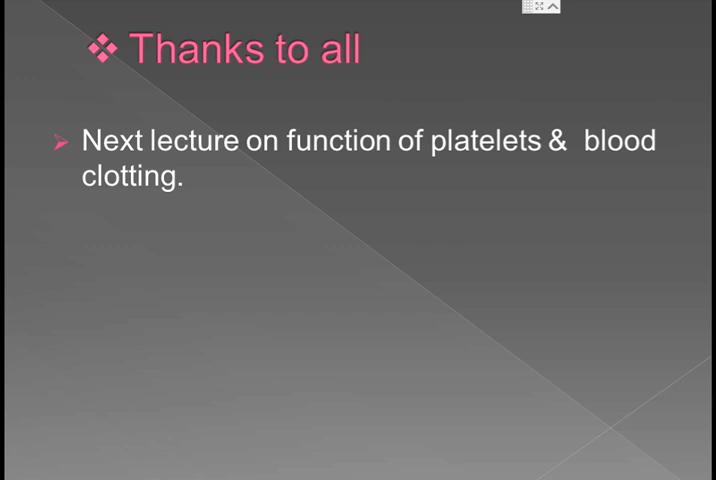 ❖ Thanks to all
➢ Next lecture on function of platelets & blood
clotting.